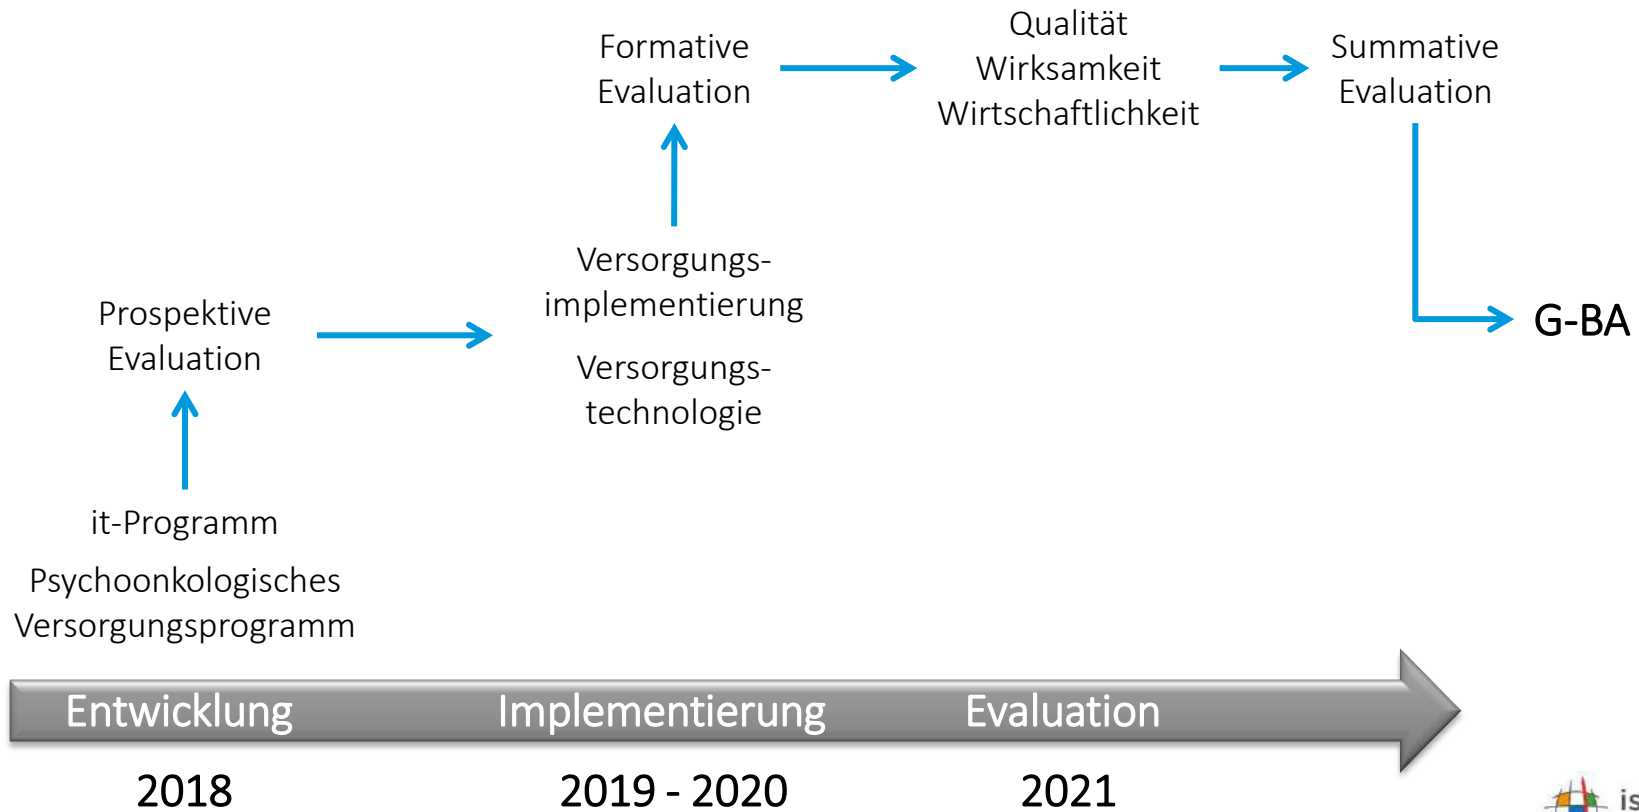 Formative
Evaluation
Qualität
Wirksamkeit
Wirtschaftlichkeit
Summative
Evaluation
Versorgungs-
implementierung
Versorgungs-
technologie
Prospektive
Evaluation
G-BA
it-Programm
Psychoonkologisches
Versorgungsprogramm
Entwicklung
Implementierung
Evaluation
2018
2019 - 2020
2021